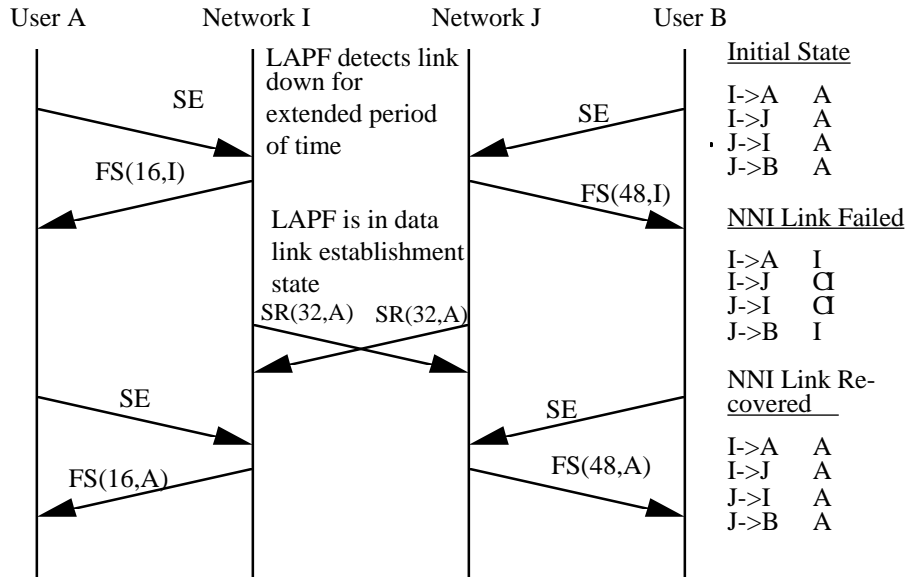 User A
Network I
Network J
User B
LAPF detects link
down for
extended period
of time
SE
SE
FS(16,I)
FS(48,I)
LAPF is in data
link establishment
state
SR(32,A)
SR(32,A)
SE
SE
FS(16,A)
FS(48,A)
Initial State
I->A A
I->J A
J->I A
J->B A
NNI Link Failed
I->A I
I->J
J->I
J->B I
NNI Link Re-
covered
I->A A
I->J A
J->I A
J->B A